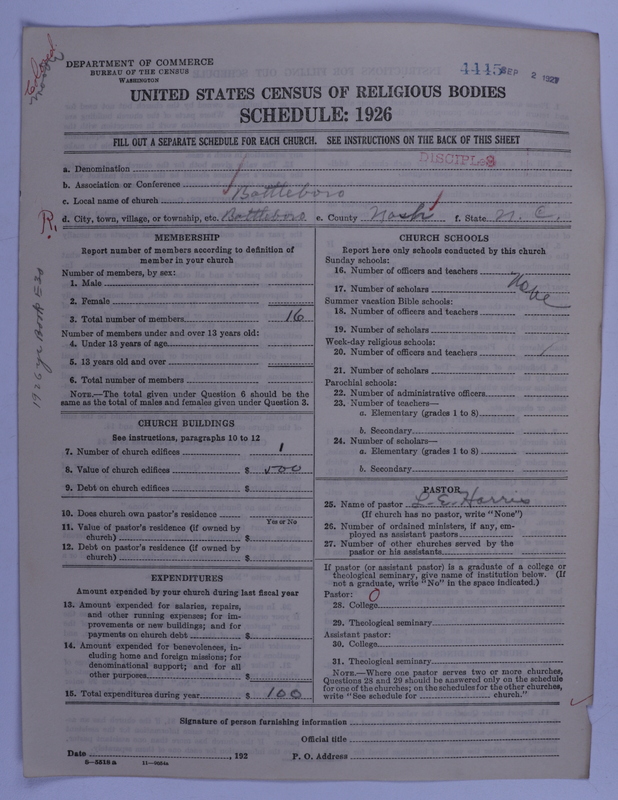 Colored
DEPARTMENT OF COMMERCE
BUREAU OF THE CENSUS
WASHINGTON
4445 SEP 2 1927
UNITED STATES CENSUS OF RELIGIOUS BODIES
SCHEDULE: 1926
FILL OUT A SEPARATE SCHEDULE FOR EACH CHURCH. SEE INSTRUCTIONS ON THE BACK OF THIS SHEET
a. Denomination DISCIPLES
b. Association or Conference
c. Local name of church Battleboro
d. City, town, village, or township, etc. Battleboro e. County Nash f. State N. C.
R.
MEMBERSHIP
Report number of members according to definition of member in your church
Number of members, by sex:
1. Male
2. Female
3. Total number of members 16
Number of members under and over 13 years old:
4. Under 13 years of age
5. 13 years old and over
6. Total number of members
NOTE.—The total given under Question 6 should be the same as the total of males and females given under Question 3.
CHURCH BUILDINGS
See instructions, paragraphs 10 to 12
7. Number of church edifices 1
8. Value of church edifices $ 500
9. Debt on church edifices $
10. Does church own pastor's residence
Yes or No
11. Value of pastor's residence (if owned by
church) $
12. Debt on pastor's residence (if owned by
church) $
EXPENDITURES
Amount expended by your church during last fiscal year
13. Amount expended for salaries, repairs,
and other running expenses; for im-
provements or new buildings; and for
payments on church debt $
14. Amount expended for benevolences, in-
cluding home and foreign missions; for
denominational support; and for all
other purposes $
15. Total expenditures during year $ 100
CHURCH SCHOOLS
Report here only schools conducted by this church
Sunday schools:
16. Number of officers and teachers
17. Number of scholars None
Summer vacation Bible schools:
18. Number of officers and teachers
19. Number of scholars
Week-day religious schools:
20. Number of officers and teachers
21. Number of scholars
Parochial schools:
22. Number of administrative officers
23. Number of teachers—
a. Elementary (grades 1 to 8)
b. Secondary
24. Number of scholars—
a. Elementary (grades 1 to 8)
b. Secondary
PASTOR
25. Name of pastor L. E. Harris
(If church has no pastor, write "None")
26. Number of ordained ministers, if any, em-
ployed as assistant pastors
27. Number of other churches served by the
pastor or his assistants
If pastor (or assistant pastor) is a graduate of a college or
theological seminary, give name of institution below. (If
not a graduate, write "No" in the space indicated.)
Pastor: O
28. College
29. Theological seminary
Assistant pastor:
30. College
31. Theological seminary
NOTE.—Where one pastor serves two or more churches,
Questions 28 and 29 should be answered only on the schedule
for one of the churches; on the schedules for the other churches,
write "See schedule for church."
Signature of person furnishing information
Official title
Date , 192 P. O. Address
8—5518 a 11—9024a